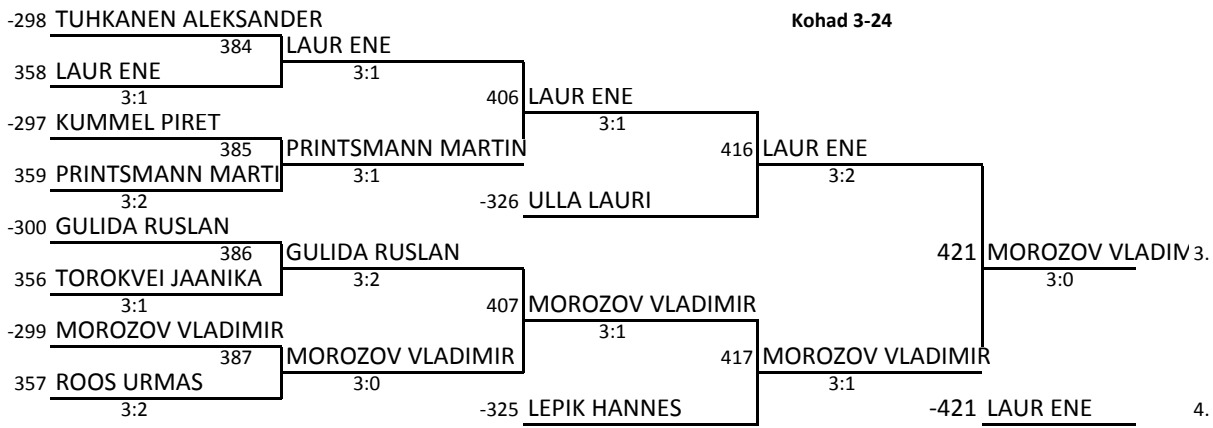 -298 TUHKANEN ALEKSANDER Kohad 3-24
384 LAUR ENE
358 LAUR ENE 3:1
3:1 406 LAUR ENE
-297 KUMMEL PIRET 3:1
385 PRINTSMANN MARTIN 416 LAUR ENE
359 PRINTSMANN MARTI 3:1 3:2
3:2 -326 ULLA LAURI
-300 GULIDA RUSLAN
386 GULIDA RUSLAN 421 MOROZOV VLADIM 3.
356 TOROKVEI JAANIKA 3:2 3:0
3:1 407 MOROZOV VLADIMIR
-299 MOROZOV VLADIMIR 3:1
387 MOROZOV VLADIMIR 417 MOROZOV VLADIMIR
357 ROOS URMAS 3:0 3:1
3:2 -325 LEPIK HANNES -421 LAUR ENE 4.